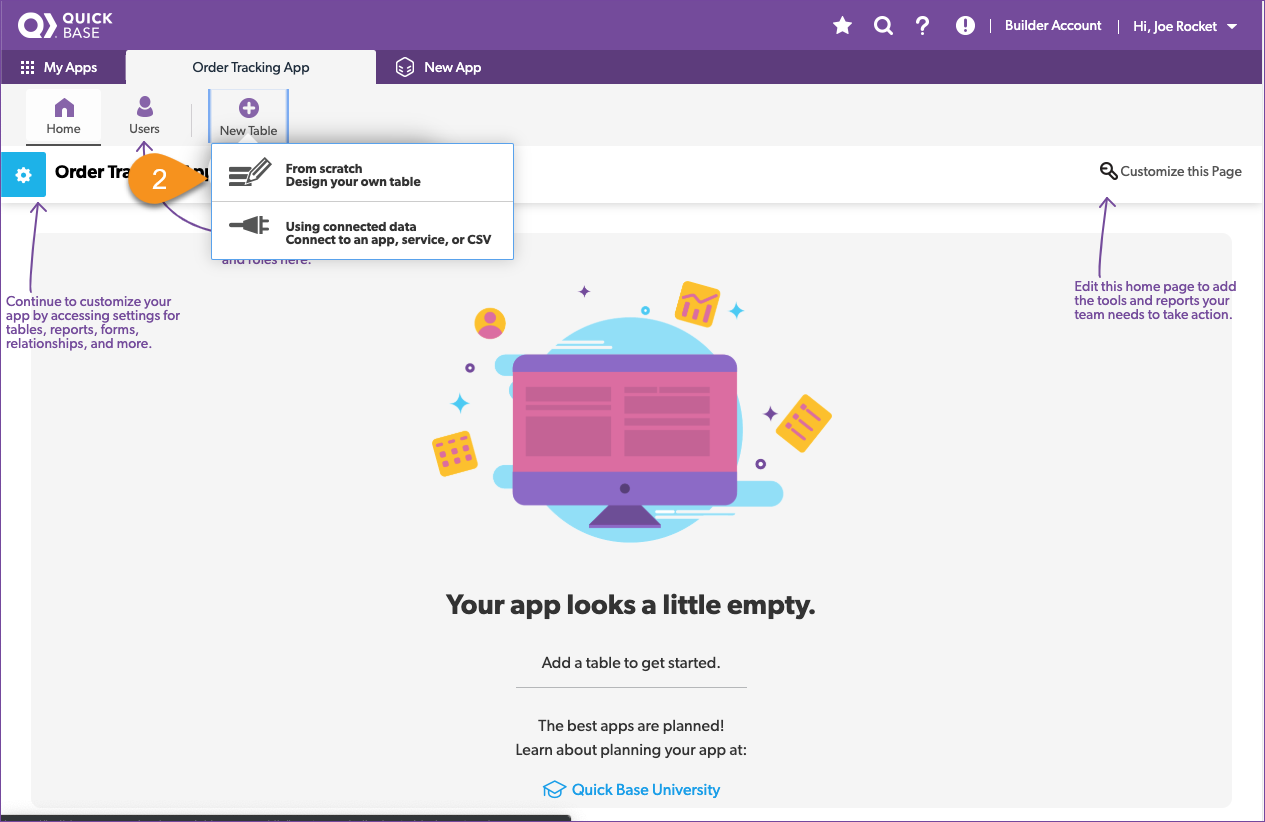 QUICK
BASE
Builder Account
Hi, Joe Rocket
My Apps
Order Tracking App
New App
Home
Users
New Table
Order
2
From scratch
Design your own table
Customize this Page
Using connected data
Connect to an app, service, or CSV
and roles here.
Continue to customize your
app by accessing settings for
tables, reports, forms,
relationships, and more.
Edit this home page to add
the tools and reports your
team needs to take action.
Your app looks a little empty.
Add a table to get started.
The best apps are planned!
Learn about planning your app at:
Quick Base University